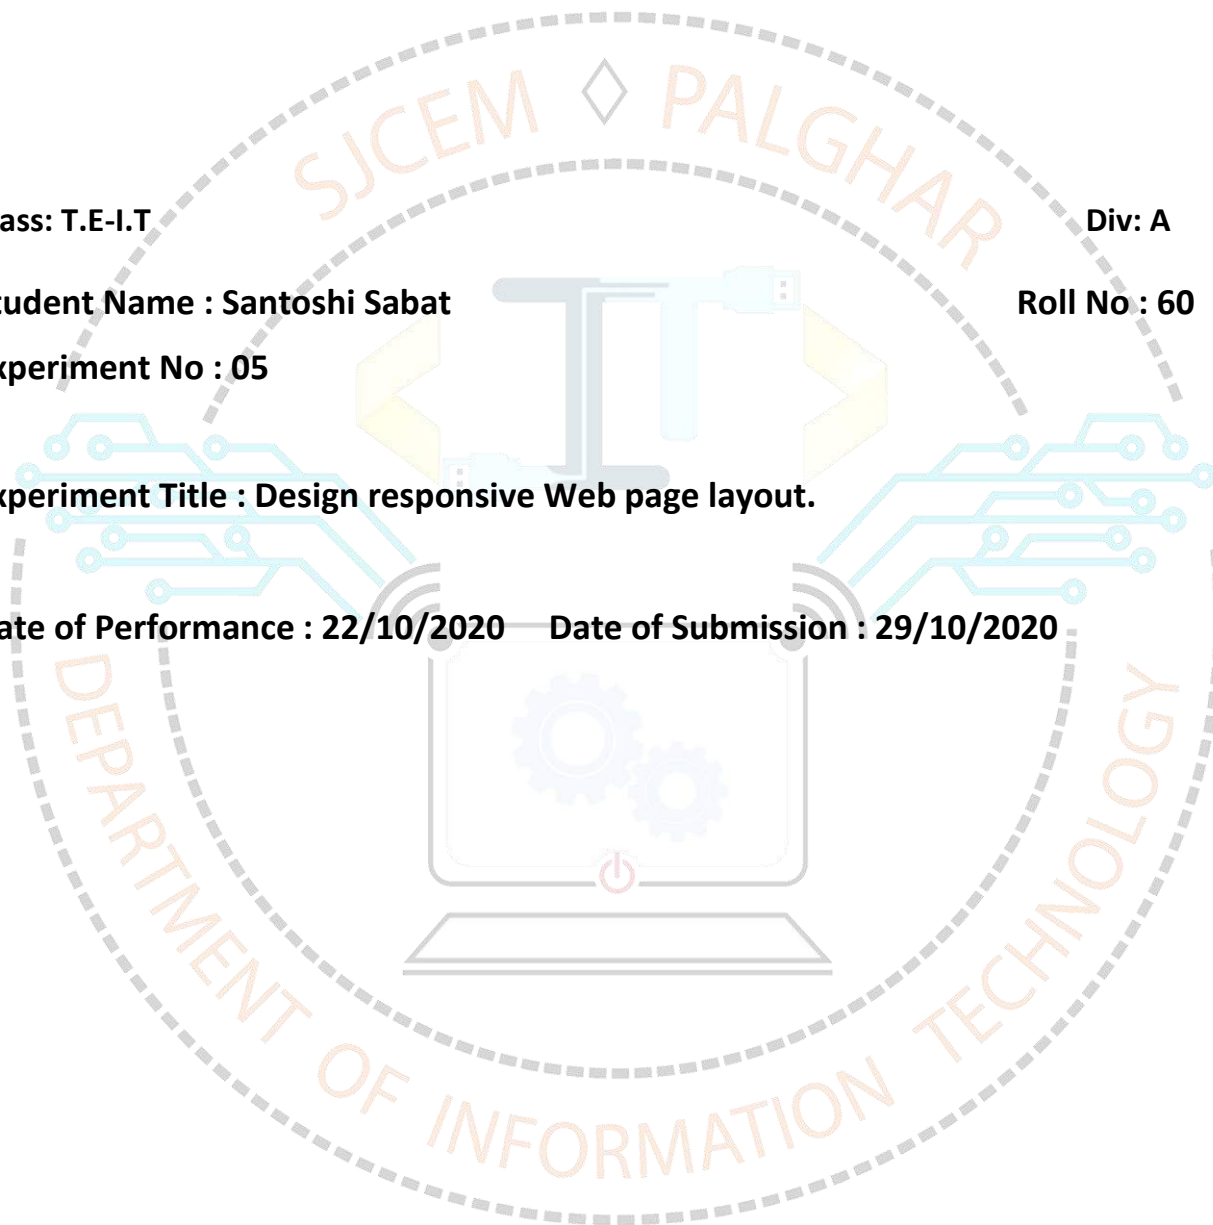 SJCEM ◊ PALGHAR
ass: T.E-I.T Div: A
tudent Name : Santoshi Sabat Roll No : 60
xperiment No : 05
xperiment Title : Design responsive Web page layout.
ate of Performance : 22/10/2020 Date of Submission : 29/10/2020
DEPARTMENT OF INFORMATION TECHNOLOGY